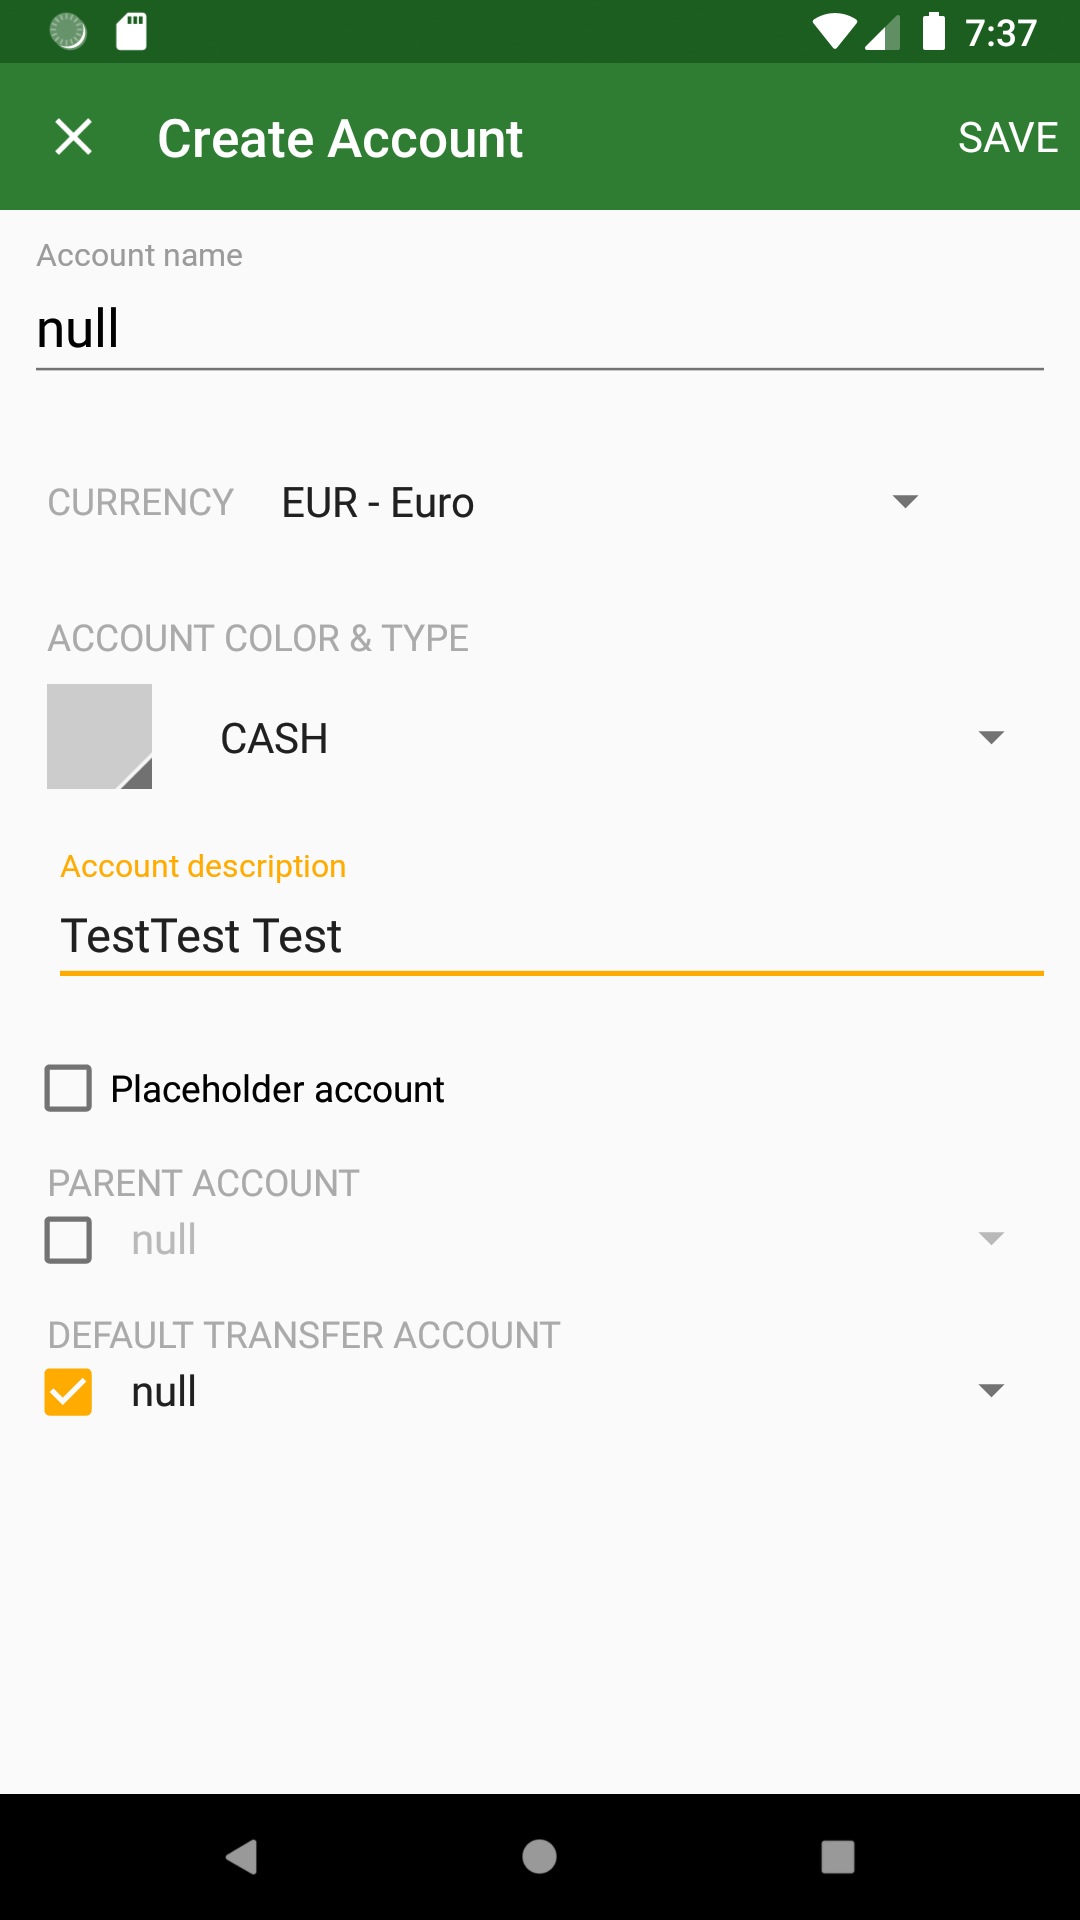 7:37
Create Account
SAVE
Account name
null
CURRENCY EUR - Euro
ACCOUNT COLOR & TYPE
CASH
Account description
TestTest Test
Placeholder account
PARENT ACCOUNT
null
DEFAULT TRANSFER ACCOUNT
null